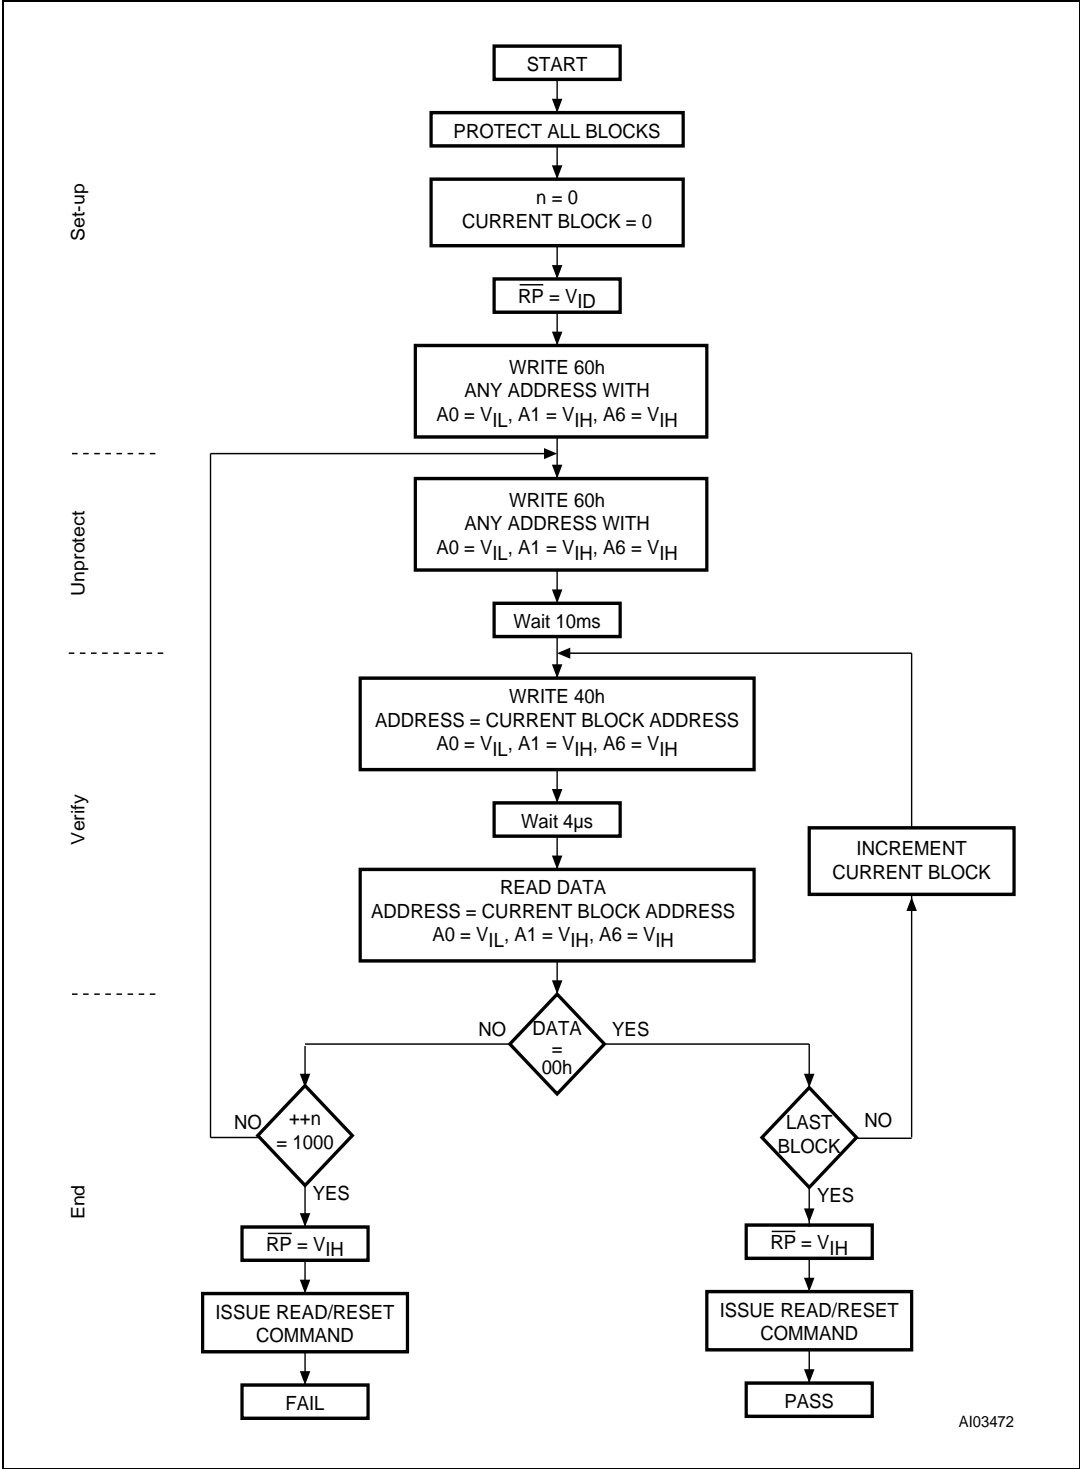 START
PROTECT ALL BLOCKS
Set-up
n = 0
CURRENT BLOCK = 0
R̅P̅ = VID
WRITE 60h
ANY ADDRESS WITH
A0 = VIL, A1 = VIH, A6 = VIH
Unprotect
WRITE 60h
ANY ADDRESS WITH
A0 = VIL, A1 = VIH, A6 = VIH
Wait 10ms
Verify
WRITE 40h
ADDRESS = CURRENT BLOCK ADDRESS
A0 = VIL, A1 = VIH, A6 = VIH
Wait 4µs
INCREMENT
CURRENT BLOCK
READ DATA
ADDRESS = CURRENT BLOCK ADDRESS
A0 = VIL, A1 = VIH, A6 = VIH
NO
DATA
=
00h
YES
End
NO
++n
= 1000
YES
LAST
BLOCK
NO
YES
R̅P̅ = VIH
R̅P̅ = VIH
ISSUE READ/RESET
COMMAND
ISSUE READ/RESET
COMMAND
FAIL
PASS
AI03472